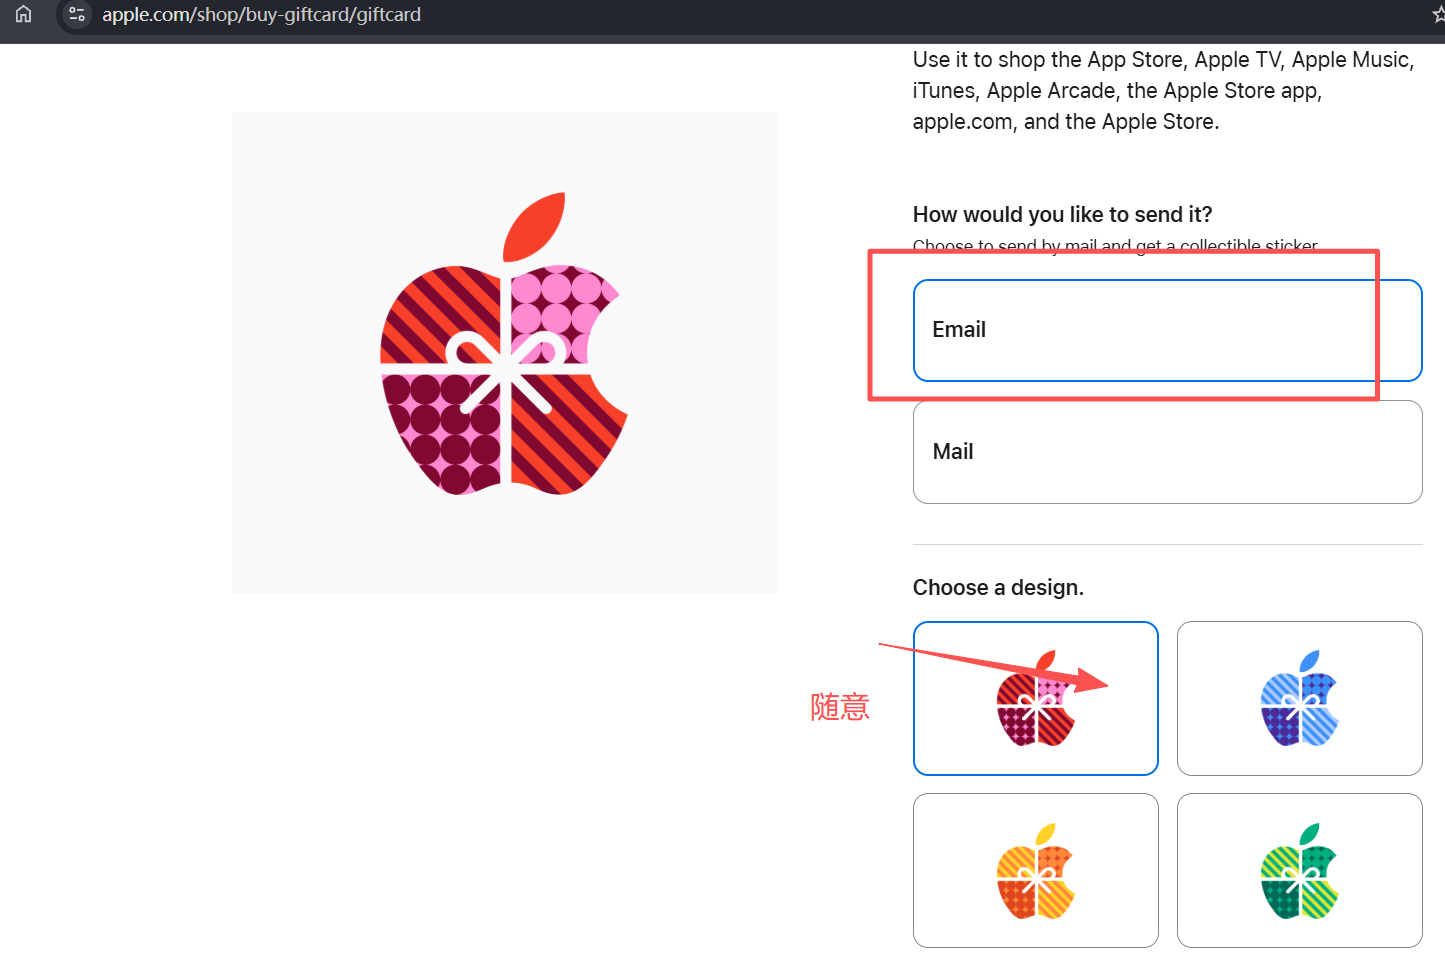 apple.com/shop/buy-giftcard/giftcard
Use it to shop the App Store, Apple TV, Apple Music,
iTunes, Apple Arcade, the Apple Store app,
apple.com, and the Apple Store.
How would you like to send it?
Choose to send by mail and get a collectible sticker
Email
Mail
Choose a design.
随意